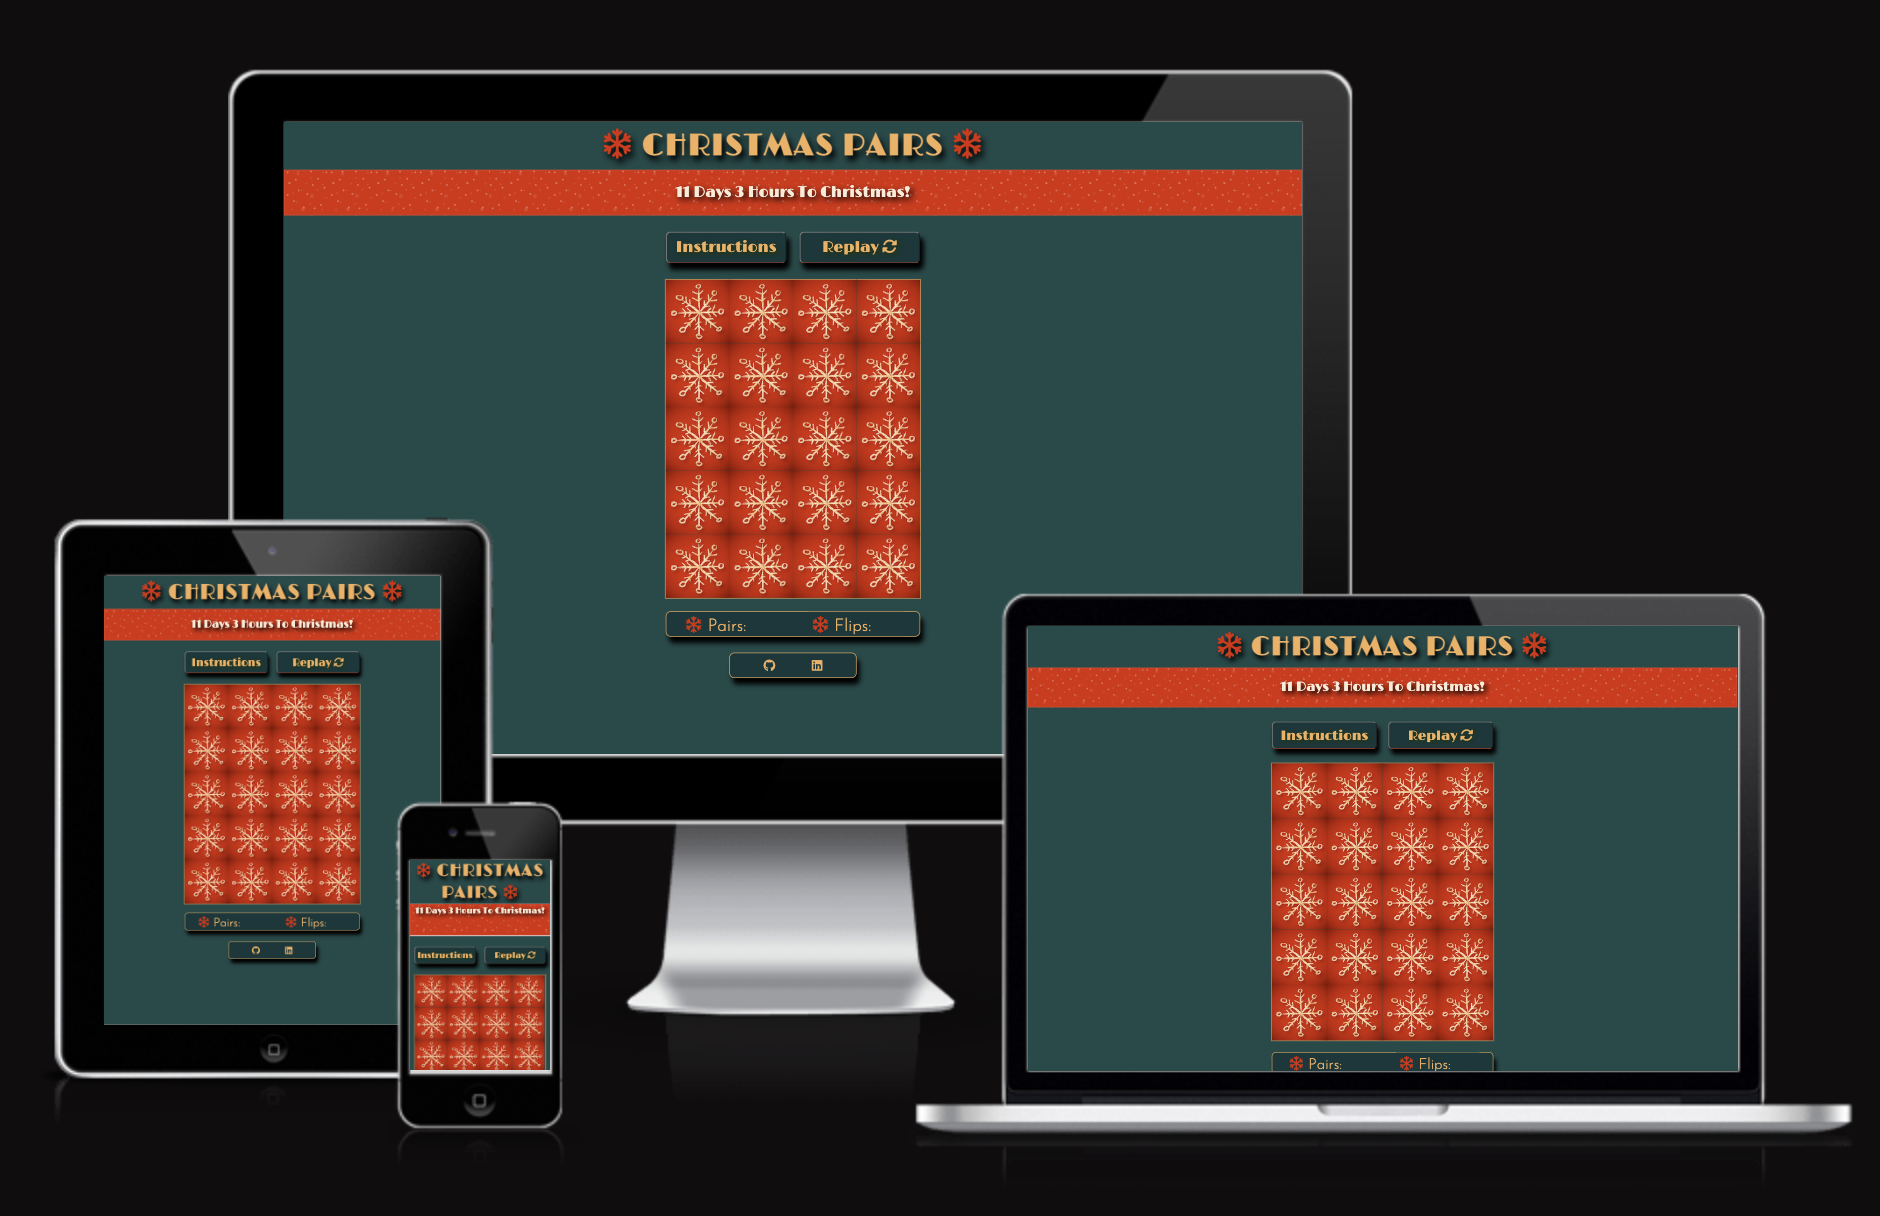 CHRISTMAS PAIRS
11 Days 3 Hours To Christmas!
Instructions
Replay
Pairs:
Flips:
CHRISTMAS PAIRS
11 Days 3 Hours To Christmas!
Instructions
Replay
Pairs:
Flips:
CHRISTMAS
PAIRS
11 Days 3 Hours To Christmas!
Instructions
Replay
CHRISTMAS PAIRS
11 Days 3 Hours To Christmas!
Instructions
Replay
Pairs:
Flips: